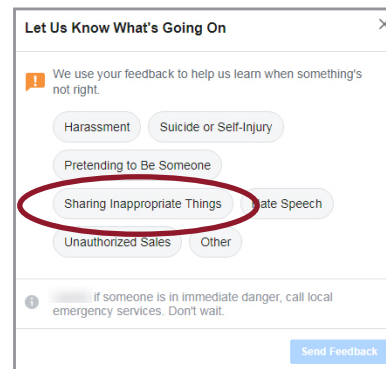 Let Us Know What's Going On
We use your feedback to help us learn when something's
not right.
Harassment Suicide or Self-Injury
Pretending to Be Someone
Sharing Inappropriate Things Hate Speech
Unauthorized Sales Other
if someone is in immediate danger, call local
emergency services. Don't wait.
Send Feedback